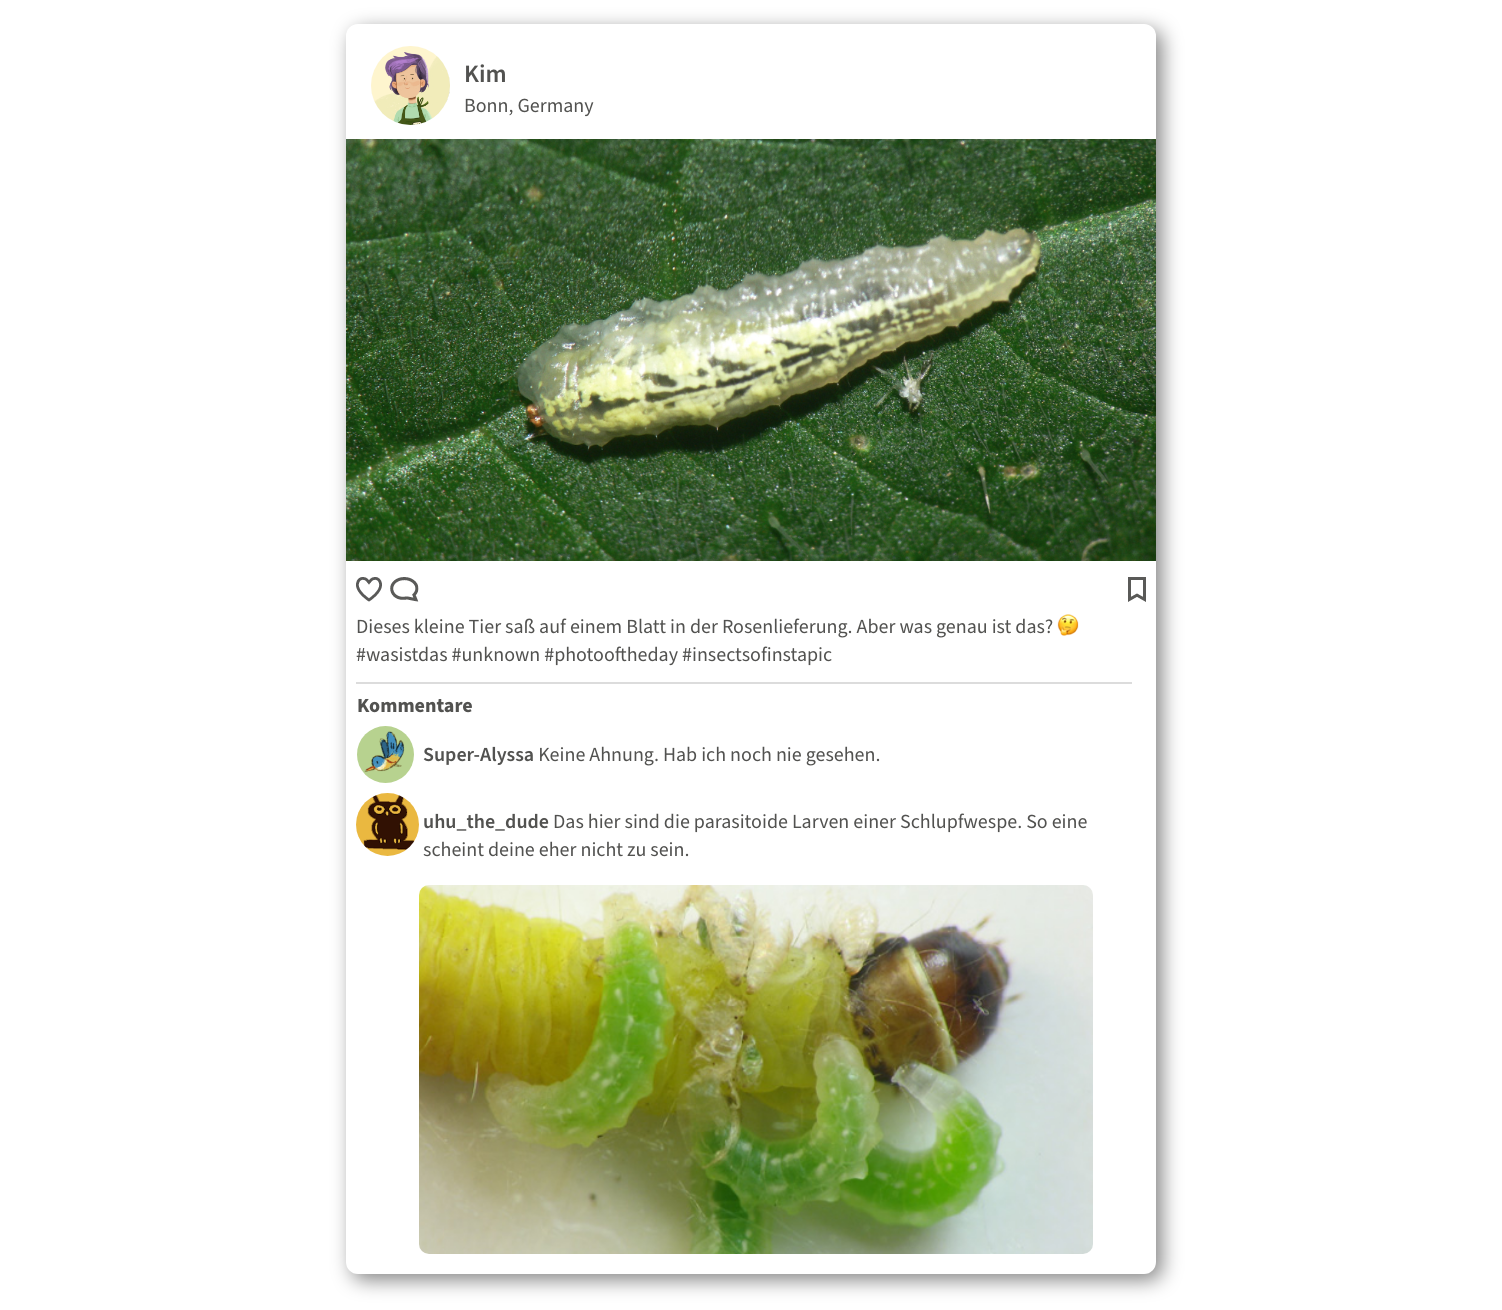 Kim
Bonn, Germany
Dieses kleine Tier saß auf einem Blatt in der Rosenlieferung. Aber was genau ist das? 🤔
#wasistdas #unknown #photooftheday #insectsofinstapic
Kommentare
Super-Alyssa Keine Ahnung. Hab ich noch nie gesehen.
uhu_the_dude Das hier sind die parasitoide Larven einer Schlupfwespe. So eine
scheint deine eher nicht zu sein.